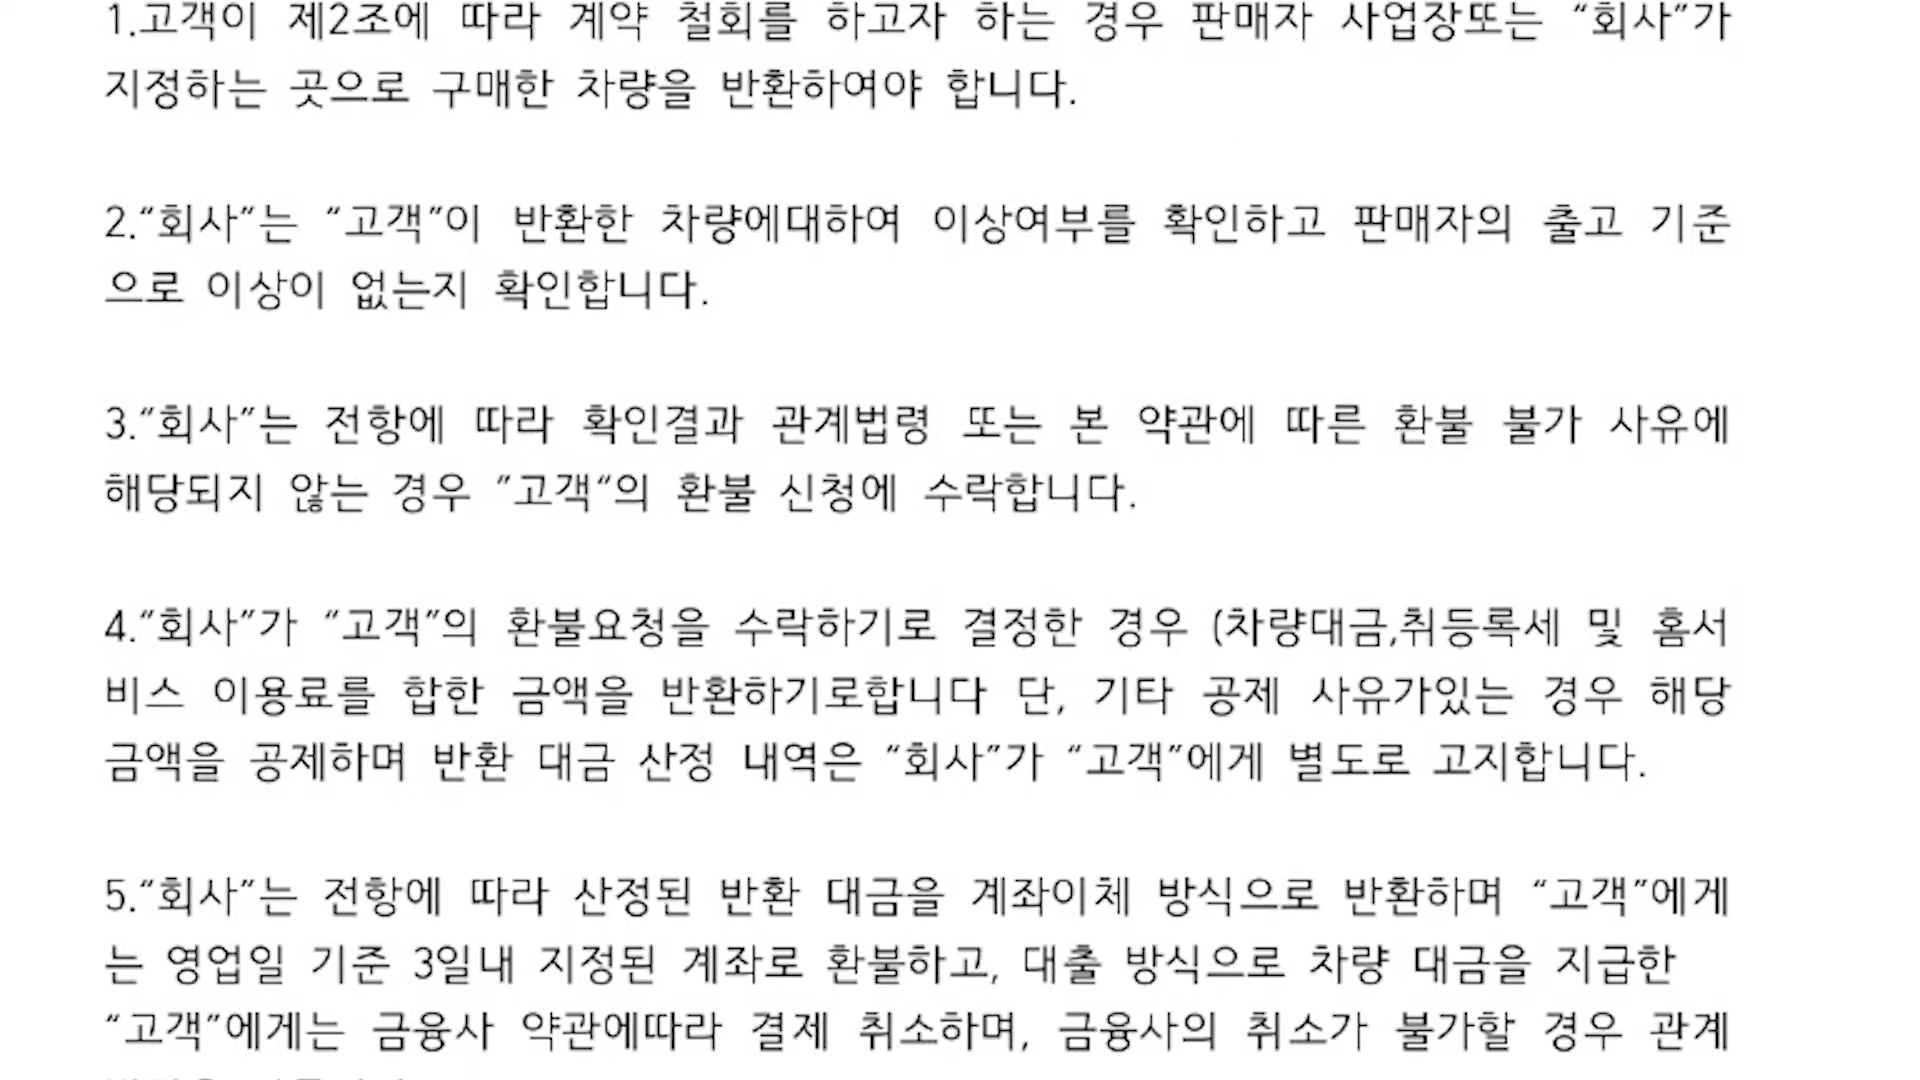 1.고객이 제2조에 따라 계약 철회를 하고자 하는 경우 판매자 사업장또는 “회사”가
지정하는 곳으로 구매한 차량을 반환하여야 합니다.
2.“회사”는 “고객”이 반환한 차량에대하여 이상여부를 확인하고 판매자의 출고 기준
으로 이상이 없는지 확인합니다.
3.“회사”는 전항에 따라 확인결과 관계법령 또는 본 약관에 따른 환불 불가 사유에
해당되지 않는 경우 ”고객“의 환불 신청에 수락합니다.
4.“회사”가 “고객”의 환불요청을 수락하기로 결정한 경우 (차량대금,취등록세 및 홈서
비스 이용료를 합한 금액을 반환하기로합니다 단, 기타 공제 사유가있는 경우 해당
금액을 공제하며 반환 대금 산정 내역은 “회사”가 “고객”에게 별도로 고지합니다.
5.“회사”는 전항에 따라 산정된 반환 대금을 계좌이체 방식으로 반환하며 “고객”에게
는 영업일 기준 3일내 지정된 계좌로 환불하고, 대출 방식으로 차량 대금을 지급한
“고객”에게는 금융사 약관에따라 결제 취소하며, 금융사의 취소가 불가할 경우 관계